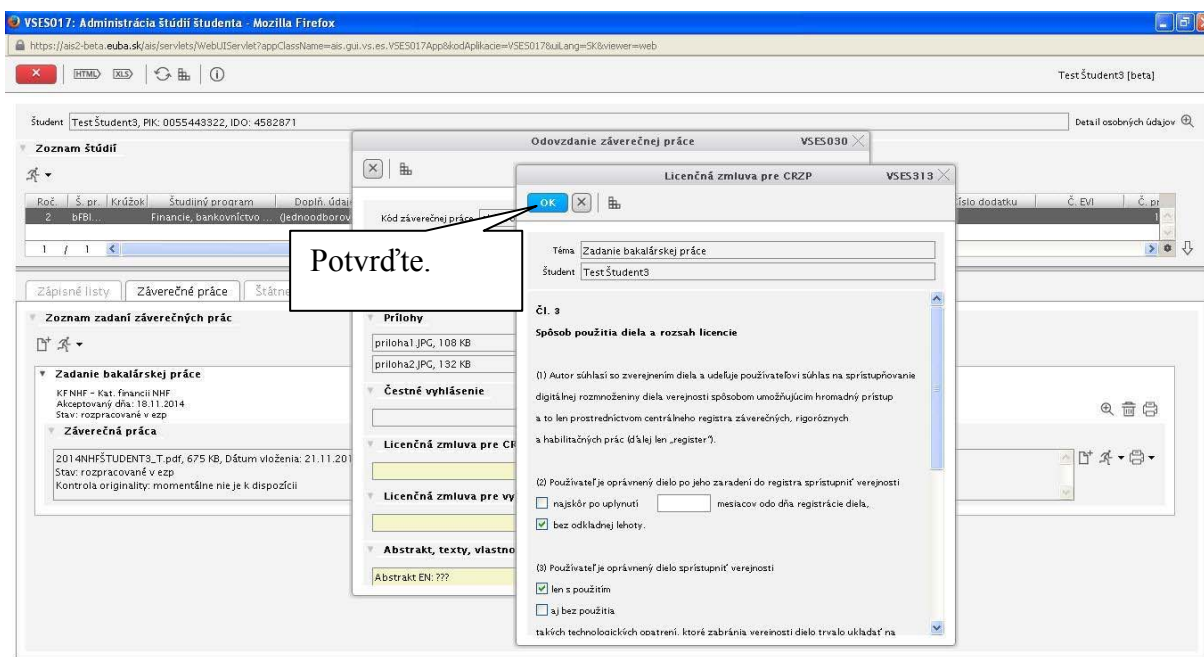 VSES017: Administrácia štúdií študenta - Mozilla Firefox
https://ais2-beta.euba.sk/ais/servlets/WebUIServlet?appClassName=ais.gui.vs.es.VSES017App&kodAplikacie=VSES017&uiLang=SK&viewer=web
HTML XLS
Test Študent3 [beta]
Študent Test Študent3, PIK: 0055443322, IDO: 4582871
Detail osobných údajov
Zoznam štúdií
Roč. Š. pr. Krúžok Študijný program Doplň. údaje číslo dodatku Č. EVI Č. pr
2 bFBI... Financie, bankovníctvo ... (Jednoodborov 1
1 / 1
Zápisné listy Záverečné práce Štátne
Zoznam zadaní záverečných prác
Zadanie bakalárskej práce
KFNHF - Kat. financií NHF
Akceptovaný dňa: 18.11.2014
Stav: rozpracované v ezp
Záverečná práca
2014NHFŠTUDENT3_T.pdf, 675 KB, Dátum vloženia: 21.11.201
Stav: rozpracované v ezp
Kontrola originality: momentálne nie je k dispozícii
Odovzdanie záverečnej práce VSES030
Kód záverečnej práce
Potvrďte.
Prílohy
priloha1.JPG, 108 KB
priloha2.JPG, 132 KB
Čestné vyhlásenie
Licenčná zmluva pre CR
Licenčná zmluva pre vy
Abstrakt, texty, vlastno
Abstrakt EN: ???
Licenčná zmluva pre CRZP VSES313
OK
Téma Zadanie bakalárskej práce
Študent Test Študent3
Čl. 3
Spôsob použitia diela a rozsah licencie
(1) Autor súhlasí so zverejnením diela a udeľuje používateľovi súhlas na sprístupňovanie
digitálnej rozmnoženiny diela verejnosti spôsobom umožňujúcim hromadný prístup
a to len prostredníctvom centrálneho registra záverečných, rigoróznych
a habilitačných prác (ďalej len „register").
(2) Používateľ je oprávnený dielo po jeho zaradení do registra sprístupniť verejnosti
najskôr po uplynutí mesiacov odo dňa registrácie diela,
bez odkladnej lehoty.
(3) Používateľ je oprávnený dielo sprístupniť verejnosti
len s použitím
aj bez použitia
takých technologických opatrení, ktoré zabránia verejnosti dielo trvalo ukladať na